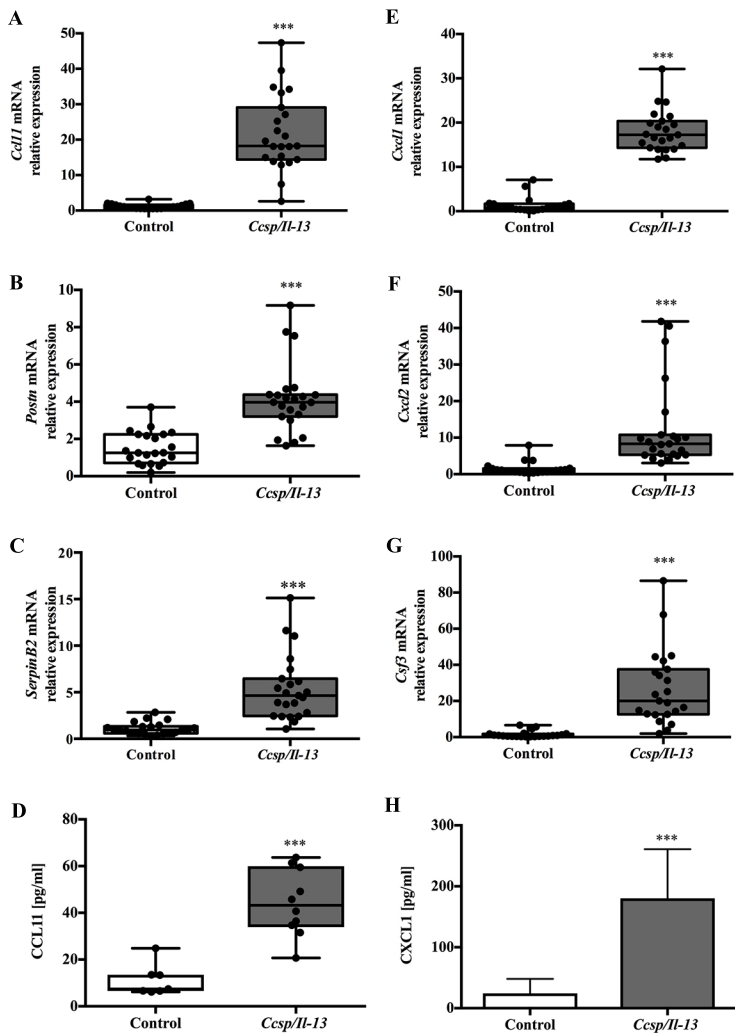 A
Ccl1 mRNA
relative expression
50
40
30
20
10
0
***
Control
Ccsp/Il-13
E
Cxcl1 mRNA
relative expression
40
30
20
10
0
***
Control
Ccsp/Il-13
B
Postn mRNA
relative expression
10
8
6
4
2
0
***
Control
Ccsp/Il-13
F
Cxcl2 mRNA
relative expression
50
40
30
20
10
0
***
Control
Ccsp/Il-13
C
SerpinB2 mRNA
relative expression
20
15
10
5
0
***
Control
Ccsp/Il-13
G
Csf3 mRNA
relative expression
100
80
60
40
20
0
***
Control
Ccsp/Il-13
D
CCL11 [pg/ml]
80
60
40
20
0
***
Control
Ccsp/Il-13
H
CXCL1 [pg/ml]
300
200
100
0
***
Control
Ccsp/Il-13